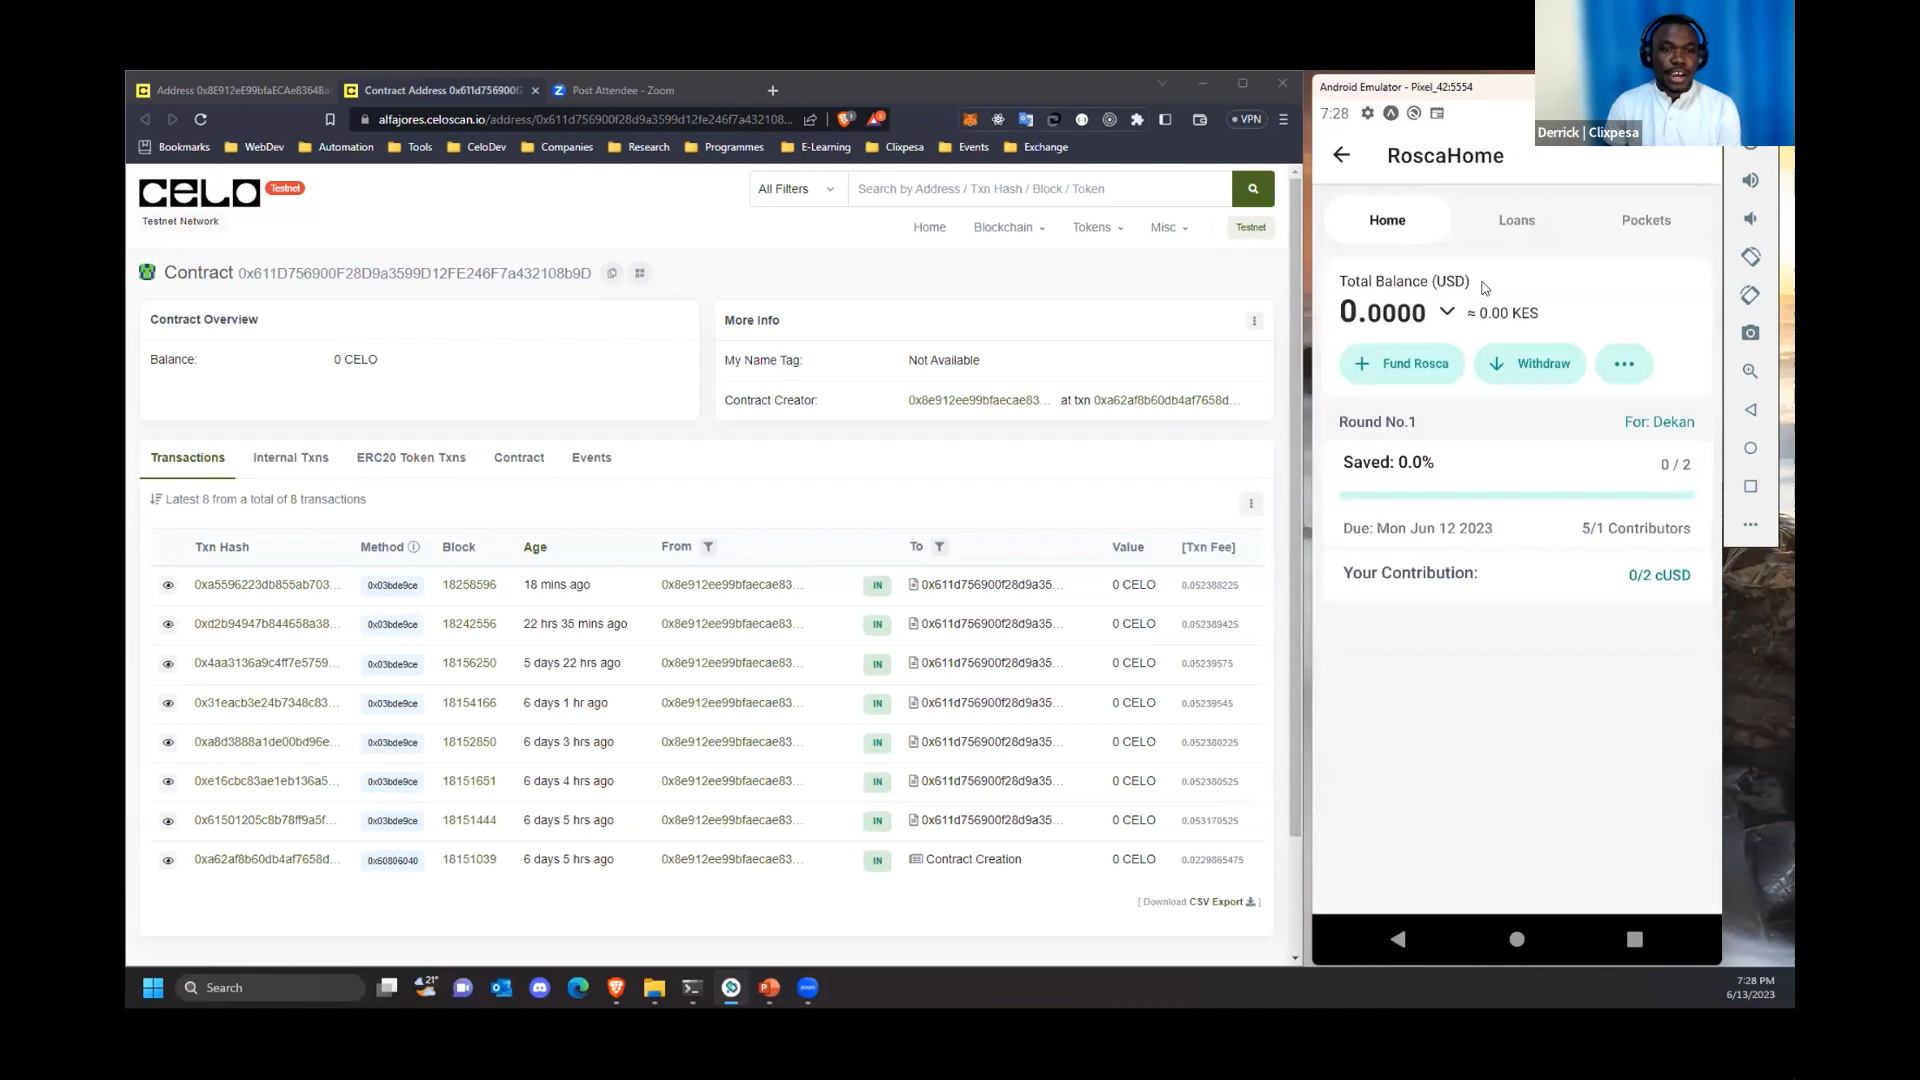 Address 0x8E912eE99bfaECAe8364Ba
Contract Address 0x611d756900f2
Post Attendee - Zoom
alfajores.celoscan.io/address/0x611d756900f28d9a3599d12fe246f7a432108...
VPN
Bookmarks WebDev Automation Tools CeloDev Companies Research Programmes E-Learning Clixpesa Events Exchange
CELO Testnet
Testnet Network
All Filters
Search by Address / Txn Hash / Block / Token
Home Blockchain Tokens Misc Testnet
Contract 0x611D756900F28D9a3599D12FE246F7a432108b9D
Contract Overview
Balance: 0 CELO
More Info
My Name Tag: Not Available
Contract Creator: 0x8e912ee99bfaecae83... at txn 0xa62af8b60db4af7658d...
Transactions Internal Txns ERC20 Token Txns Contract Events
Latest 8 from a total of 8 transactions
Txn Hash Method Block Age From To Value [Txn Fee]
0xa5596223db855ab703... 0x03bde9ce 18258596 18 mins ago 0x8e912ee99bfaecae83... IN 0x611d756900f28d9a35... 0 CELO 0.052388225
0xd2b94947b844658a38... 0x03bde9ce 18242556 22 hrs 35 mins ago 0x8e912ee99bfaecae83... IN 0x611d756900f28d9a35... 0 CELO 0.052389425
0x4aa3136a9c4ff7e5759... 0x03bde9ce 18156250 5 days 22 hrs ago 0x8e912ee99bfaecae83... IN 0x611d756900f28d9a35... 0 CELO 0.05239575
0x31eacb3e24b7348c83... 0x03bde9ce 18154166 6 days 1 hr ago 0x8e912ee99bfaecae83... IN 0x611d756900f28d9a35... 0 CELO 0.05239545
0xa8d3888a1de00bd96e... 0x03bde9ce 18152850 6 days 3 hrs ago 0x8e912ee99bfaecae83... IN 0x611d756900f28d9a35... 0 CELO 0.052380225
0xe16cbc83ae1eb136a5... 0x03bde9ce 18151651 6 days 4 hrs ago 0x8e912ee99bfaecae83... IN 0x611d756900f28d9a35... 0 CELO 0.052380525
0x61501205c8b78ff9a5f... 0x03bde9ce 18151444 6 days 5 hrs ago 0x8e912ee99bfaecae83... IN 0x611d756900f28d9a35... 0 CELO 0.053170525
0xa62af8b60db4af7658d... 0x60806040 18151039 6 days 5 hrs ago 0x8e912ee99bfaecae83... IN Contract Creation 0 CELO 0.0229865475
[ Download CSV Export ]
Android Emulator - Pixel_42:5554
7:28
Derrick | Clixpesa
RoscaHome
Home Loans Pockets
Total Balance (USD)
0.0000 ≈ 0.00 KES
Fund Rosca Withdraw
Round No.1 For: Dekan
Saved: 0.0% 0 / 2
Due: Mon Jun 12 2023 5/1 Contributors
Your Contribution: 0/2 cUSD
Search
21°
zoom
7:28 PM
6/13/2023